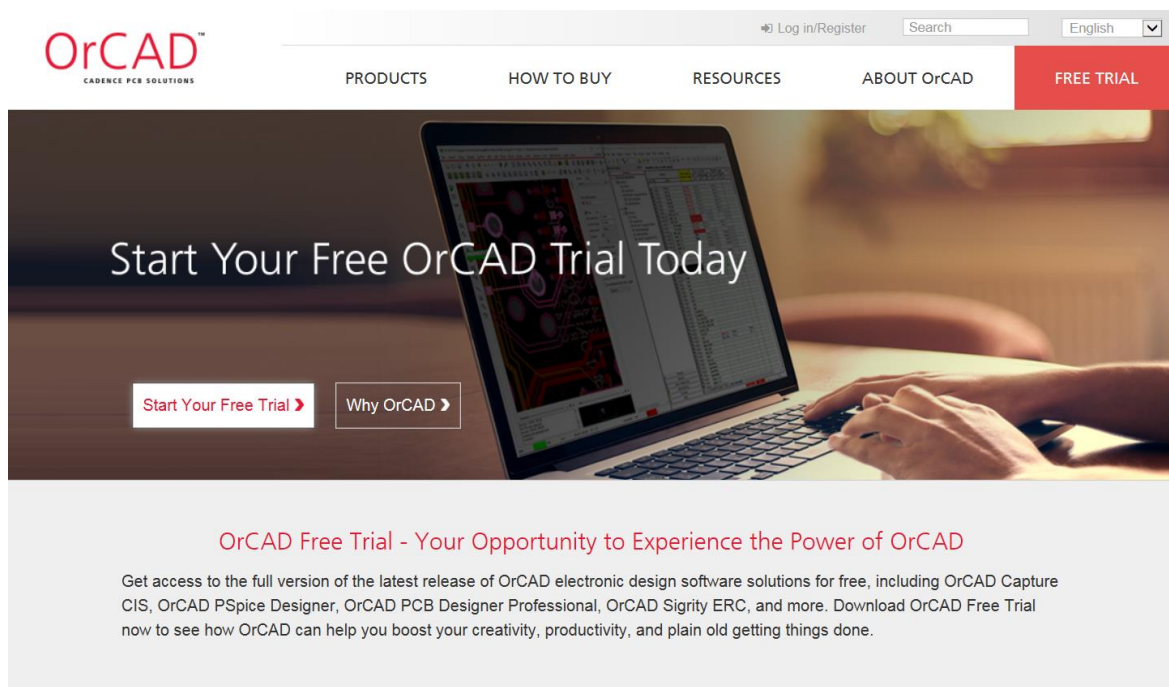 OrCAD™
CADENCE PCB SOLUTIONS
Log in/Register
Search
English
PRODUCTS
HOW TO BUY
RESOURCES
ABOUT OrCAD
FREE TRIAL
Start Your Free OrCAD Trial Today
Start Your Free Trial ❯
Why OrCAD ❯
OrCAD Free Trial - Your Opportunity to Experience the Power of OrCAD
Get access to the full version of the latest release of OrCAD electronic design software solutions for free, including OrCAD Capture
CIS, OrCAD PSpice Designer, OrCAD PCB Designer Professional, OrCAD Sigrity ERC, and more. Download OrCAD Free Trial
now to see how OrCAD can help you boost your creativity, productivity, and plain old getting things done.